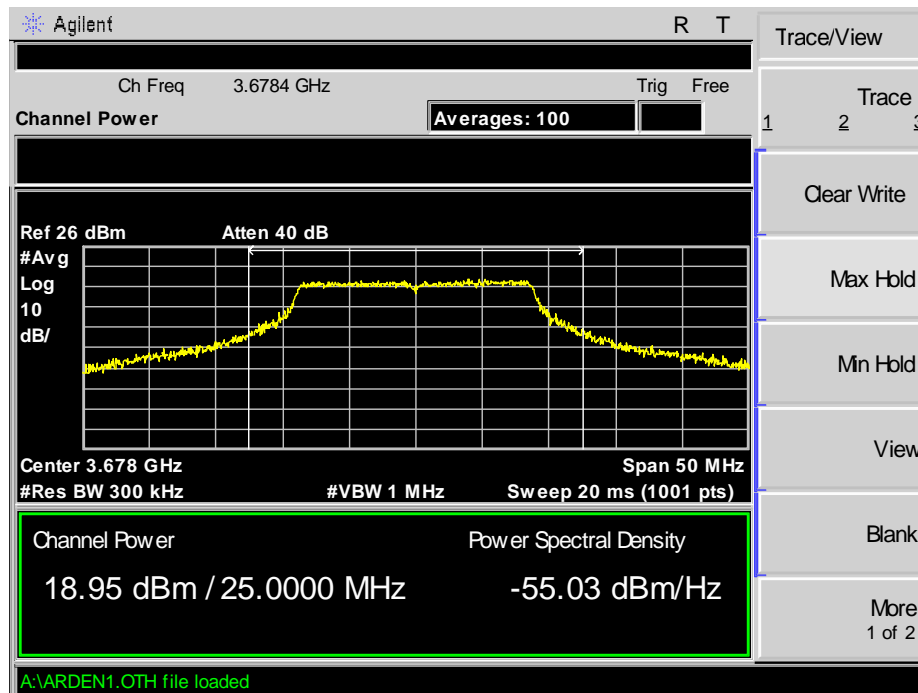 Agilent R T
Ch Freq 3.6784 GHz Trig Free
Channel Power
Averages: 100
Ref 26 dBm Atten 40 dB
#Avg
Log
10
dB/
Center 3.678 GHz Span 50 MHz
#Res BW 300 kHz #VBW 1 MHz Sweep 20 ms (1001 pts)
Channel Power Power Spectral Density
18.95 dBm / 25.0000 MHz -55.03 dBm/Hz
A:\ARDEN1.OTH file loaded
Trace/View
Trace
1 2 3
Clear Write
Max Hold
Min Hold
View
Blank
More
1 of 2